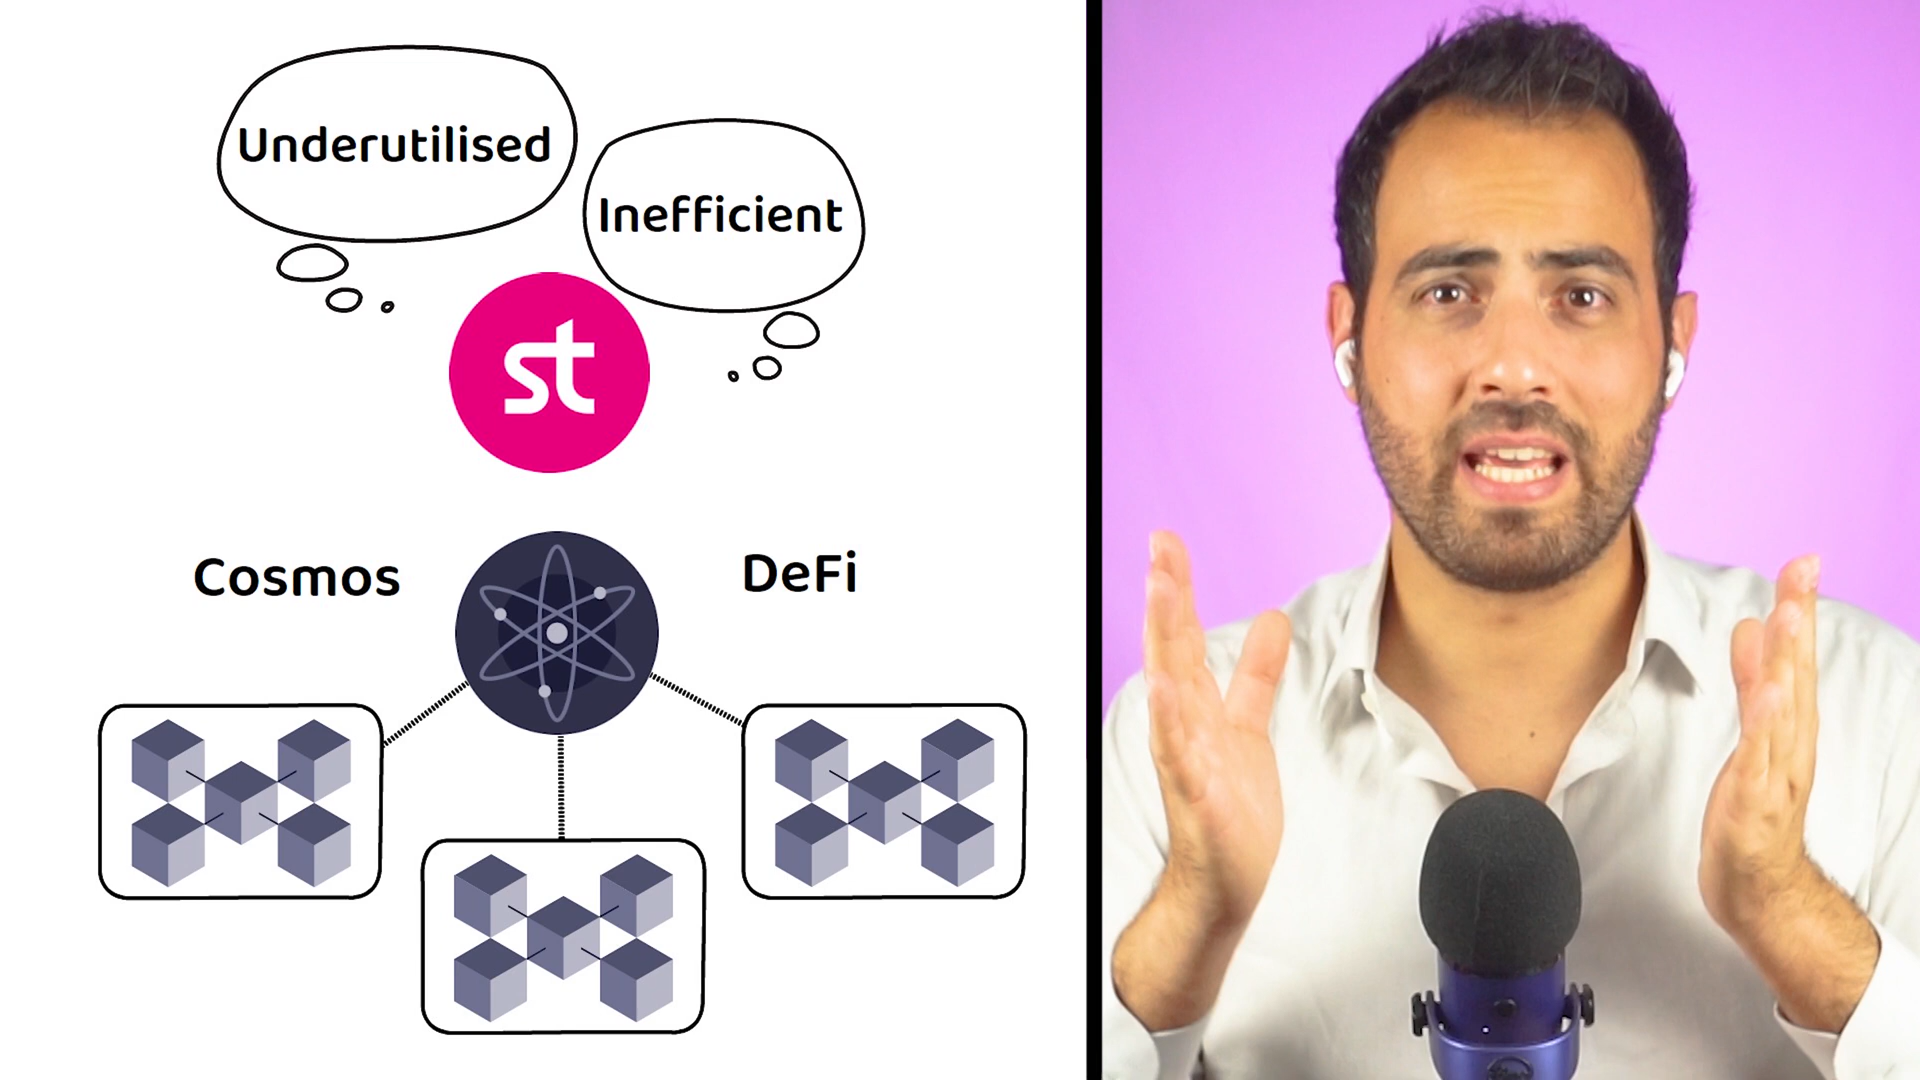 Underutilised
Inefficient
st
Cosmos
DeFi